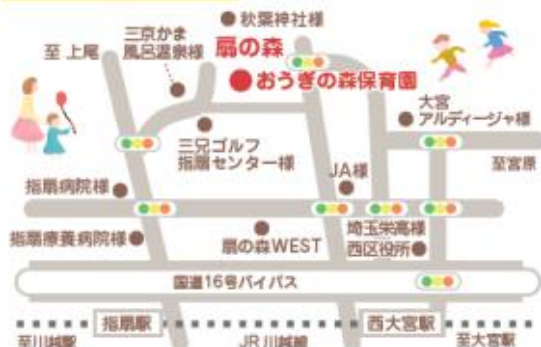 秋葉神社様
三京かま
風呂温泉様
至 上尾
扇の森
おうぎの森保育園
大宮
アルディージャ様
三兄ゴルフ
指扇センター様
至宮原
JA様
指扇病院様
埼玉栄高様
西区役所
指扇療養病院様
扇の森WEST
国道16号バイパス
指扇駅
西大宮駅
至川越駅
JR 川越線
至大宮駅